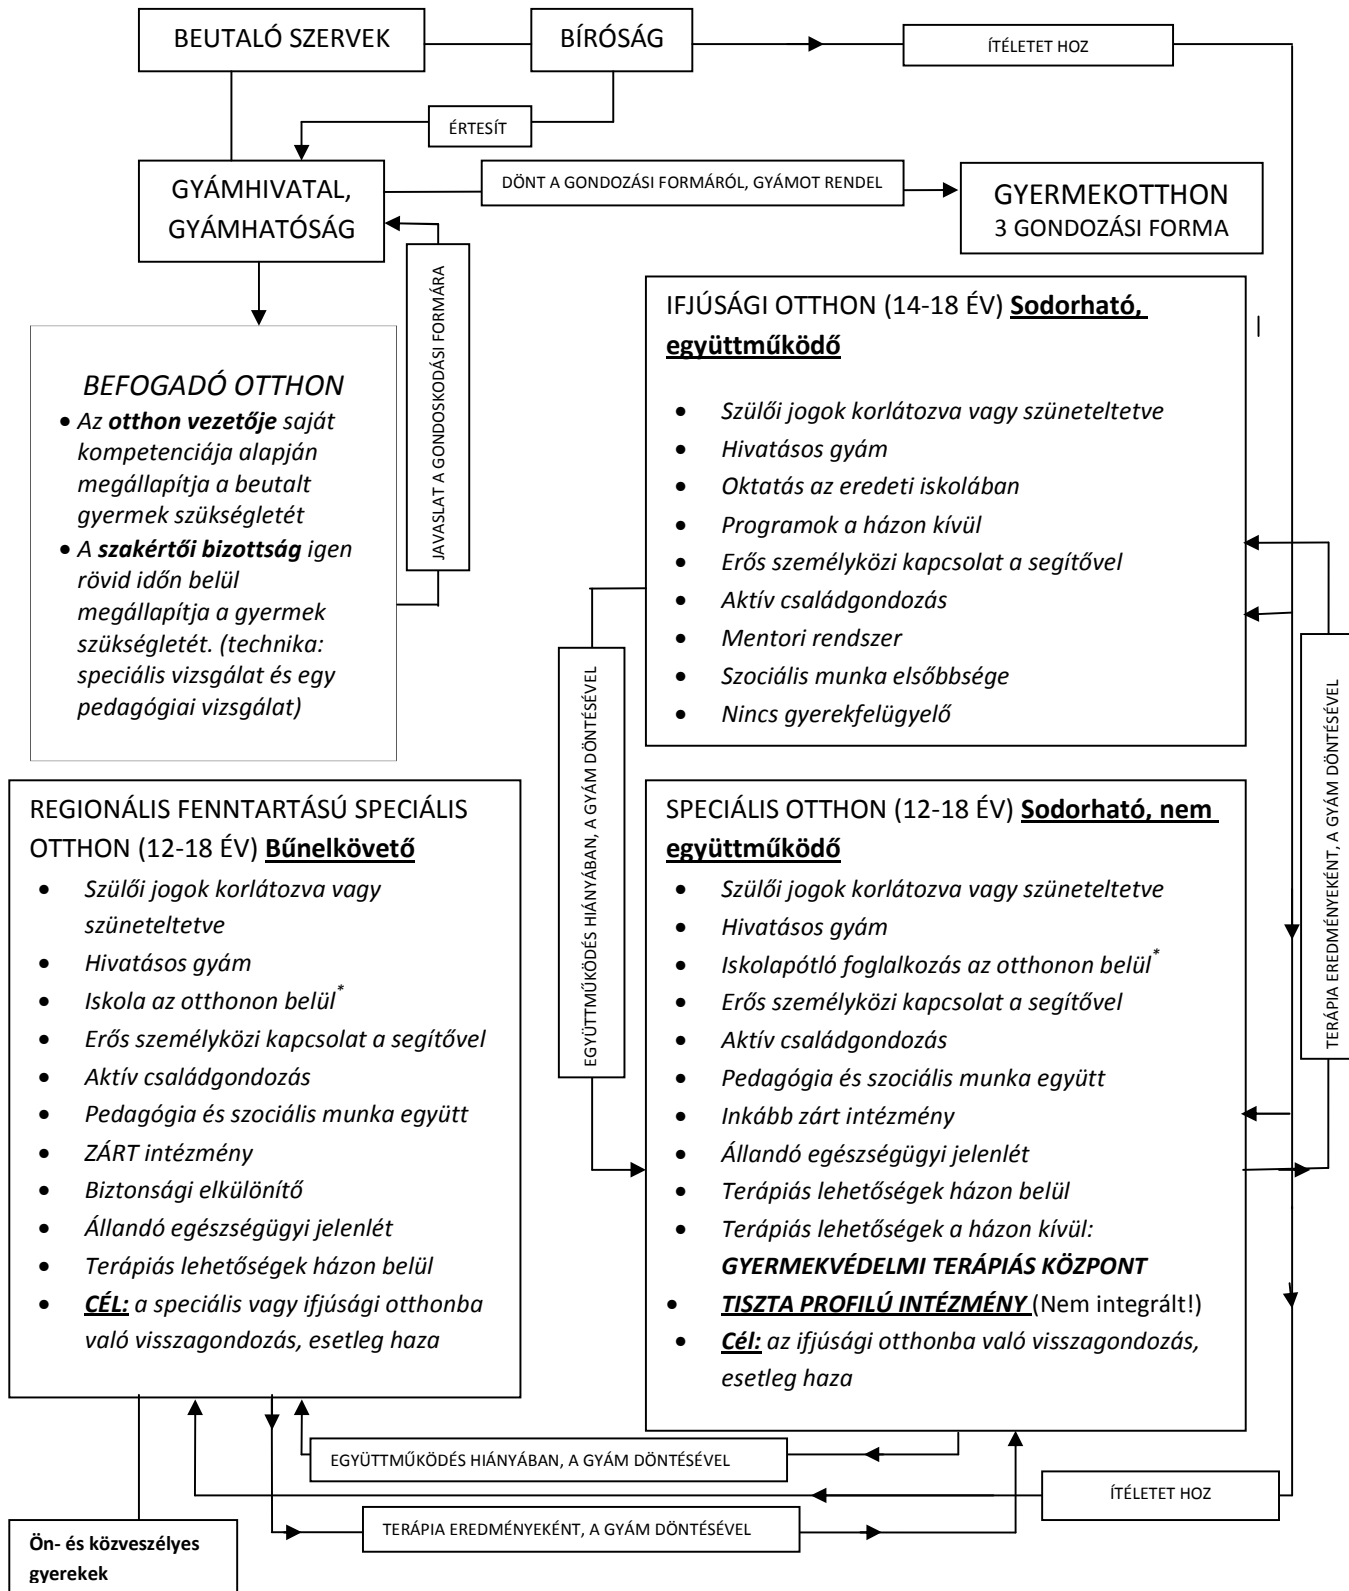 BEUTALÓ SZERVEK
BÍRÓSÁG
ÍTÉLETET HOZ
ÉRTESÍT
GYÁMHIVATAL,
GYÁMHATÓSÁG
DÖNT A GONDOZÁSI FORMÁRÓL, GYÁMOT RENDEL
GYERMEKOTTHON
3 GONDOZÁSI FORMA
JAVASLAT A GONDOSKODÁSI FORMÁRA
BEFOGADÓ OTTHON
• Az otthon vezetője saját
kompetenciája alapján
megállapítja a beutalt
gyermek szükségletét
• A szakértői bizottság igen
rövid időn belül
megállapítja a gyermek
szükségletét. (technika:
speciális vizsgálat és egy
pedagógiai vizsgálat)
IFJÚSÁGI OTTHON (14-18 ÉV) Sodorható,
együttműködő
• Szülői jogok korlátozva vagy szüneteltetve
• Hivatásos gyám
• Oktatás az eredeti iskolában
• Programok a házon kívül
• Erős személyközi kapcsolat a segítővel
• Aktív családgondozás
• Mentori rendszer
• Szociális munka elsőbbsége
• Nincs gyerekfelügyelő
EGYÜTTMŰKÖDÉS HIÁNYÁBAN, A GYÁM DÖNTÉSÉVEL
TERÁPIA EREDMÉNYEKÉNT, A GYÁM DÖNTÉSÉVEL
REGIONÁLIS FENNTARTÁSÚ SPECIÁLIS
OTTHON (12-18 ÉV) Bűnelkövető
• Szülői jogok korlátozva vagy
szüneteltetve
• Hivatásos gyám
• Iskola az otthonon belül*
• Erős személyközi kapcsolat a segítővel
• Aktív családgondozás
• Pedagógia és szociális munka együtt
• ZÁRT intézmény
• Biztonsági elkülönítő
• Állandó egészségügyi jelenlét
• Terápiás lehetőségek házon belül
• CÉL: a speciális vagy ifjúsági otthonba
való visszagondozás, esetleg haza
SPECIÁLIS OTTHON (12-18 ÉV) Sodorható, nem
együttműködő
• Szülői jogok korlátozva vagy szüneteltetve
• Hivatásos gyám
• Iskolapótló foglalkozás az otthonon belül*
• Erős személyközi kapcsolat a segítővel
• Aktív családgondozás
• Pedagógia és szociális munka együtt
• Inkább zárt intézmény
• Állandó egészségügyi jelenlét
• Terápiás lehetőségek házon belül
• Terápiás lehetőségek a házon kívül:
GYERMEKVÉDELMI TERÁPIÁS KÖZPONT
• TISZTA PROFILÚ INTÉZMÉNY (Nem integrált!)
• Cél: az ifjúsági otthonba való visszagondozás,
esetleg haza
EGYÜTTMŰKÖDÉS HIÁNYÁBAN, A GYÁM DÖNTÉSÉVEL
ÍTÉLETET HOZ
TERÁPIA EREDMÉNYEKÉNT, A GYÁM DÖNTÉSÉVEL
Ön- és közveszélyes
gyerekek